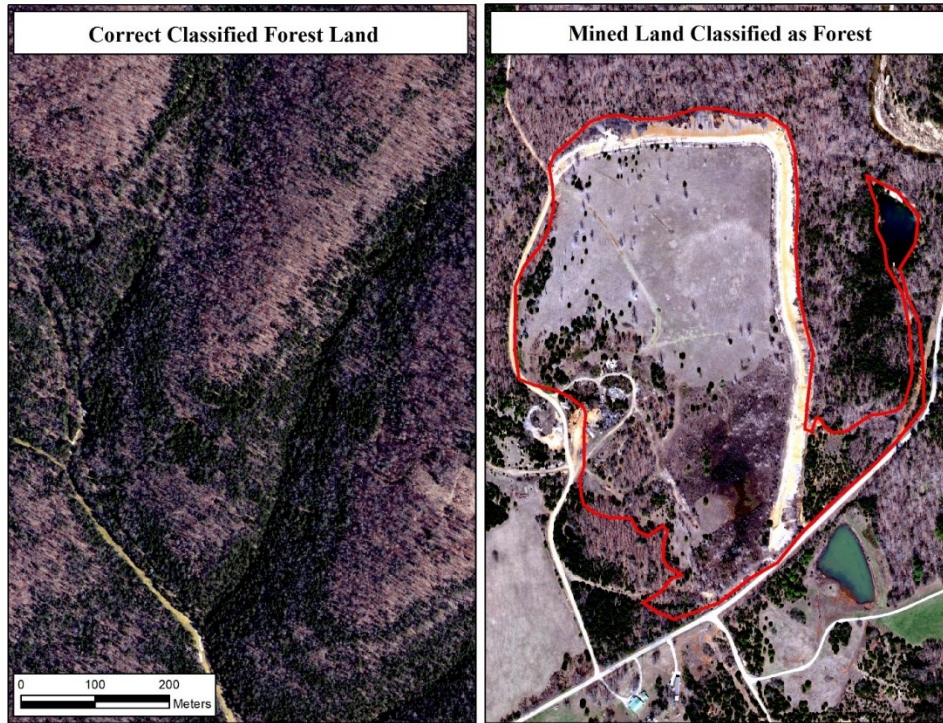 Correct Classified Forest Land
Mined Land Classified as Forest
0 100 200
Meters